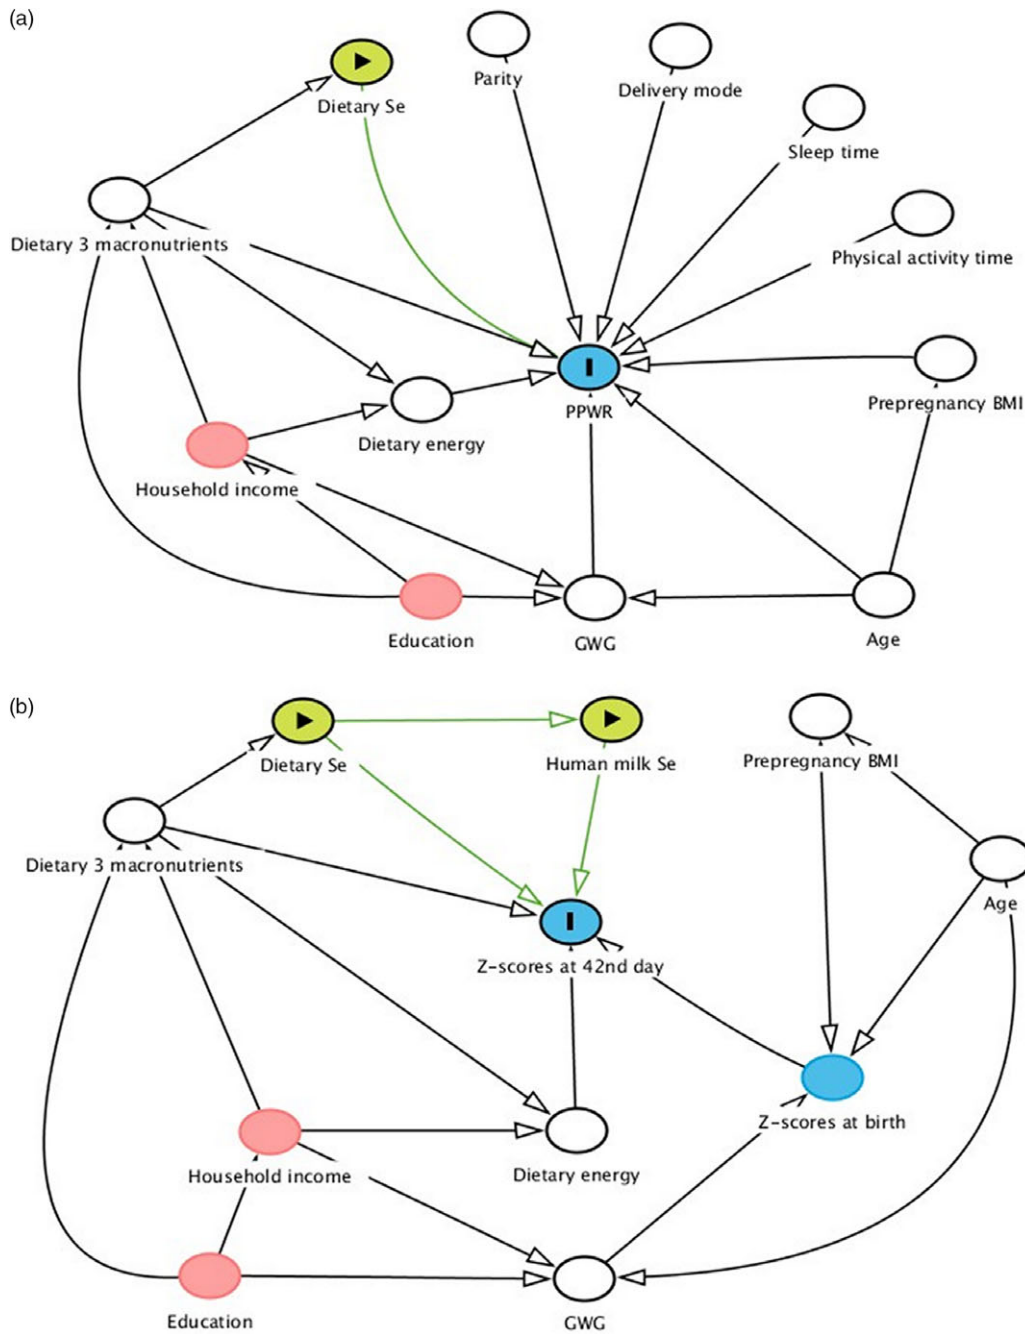 (a)
Dietary Se
Parity
Delivery mode
Sleep time
Dietary 3 macronutrients
Physical activity time
PPWR
Prepregnancy BMI
Dietary energy
Household income
Education
GWG
Age
(b)
Dietary Se
Human milk Se
Prepregnancy BMI
Dietary 3 macronutrients
Age
Z-scores at 42nd day
Z-scores at birth
Household income
Dietary energy
Education
GWG